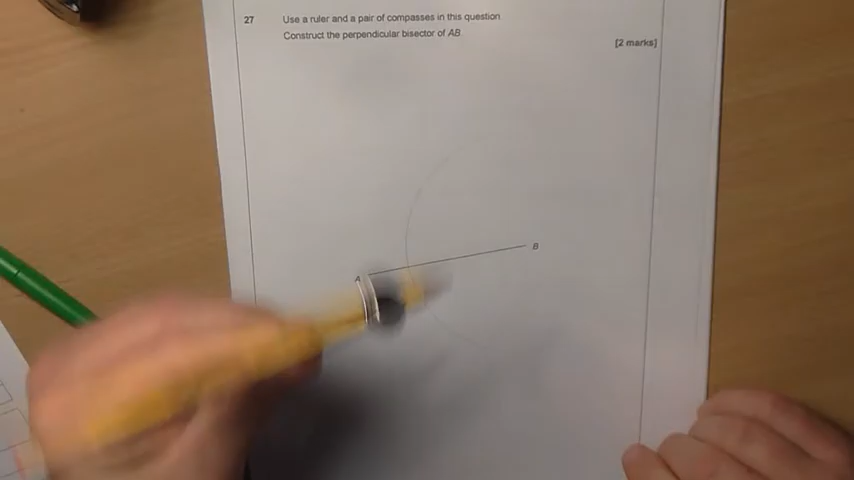 27 Use a ruler and a pair of compasses in this question
Construct the perpendicular bisector of AB
[2 marks]
B
A